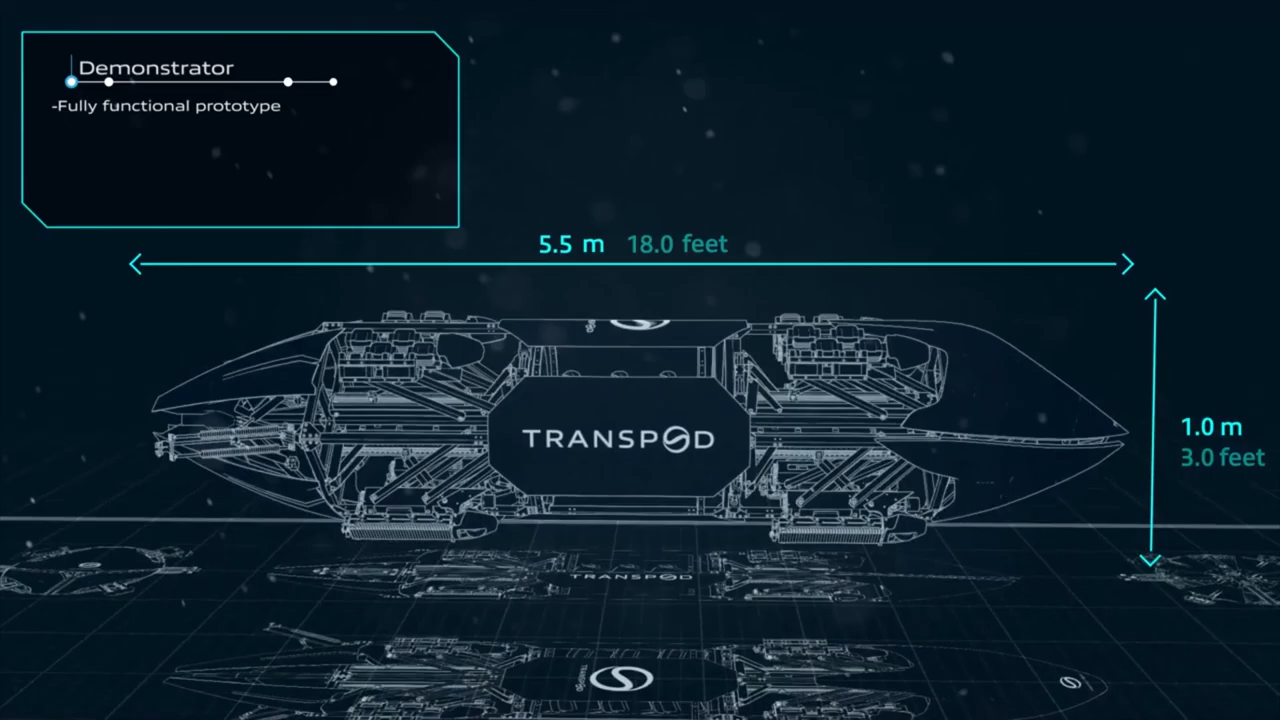 Demonstrator
-Fully functional prototype
5.5 m 18.0 feet
TRANSPOD
1.0 m
3.0 feet
TRANSPOD